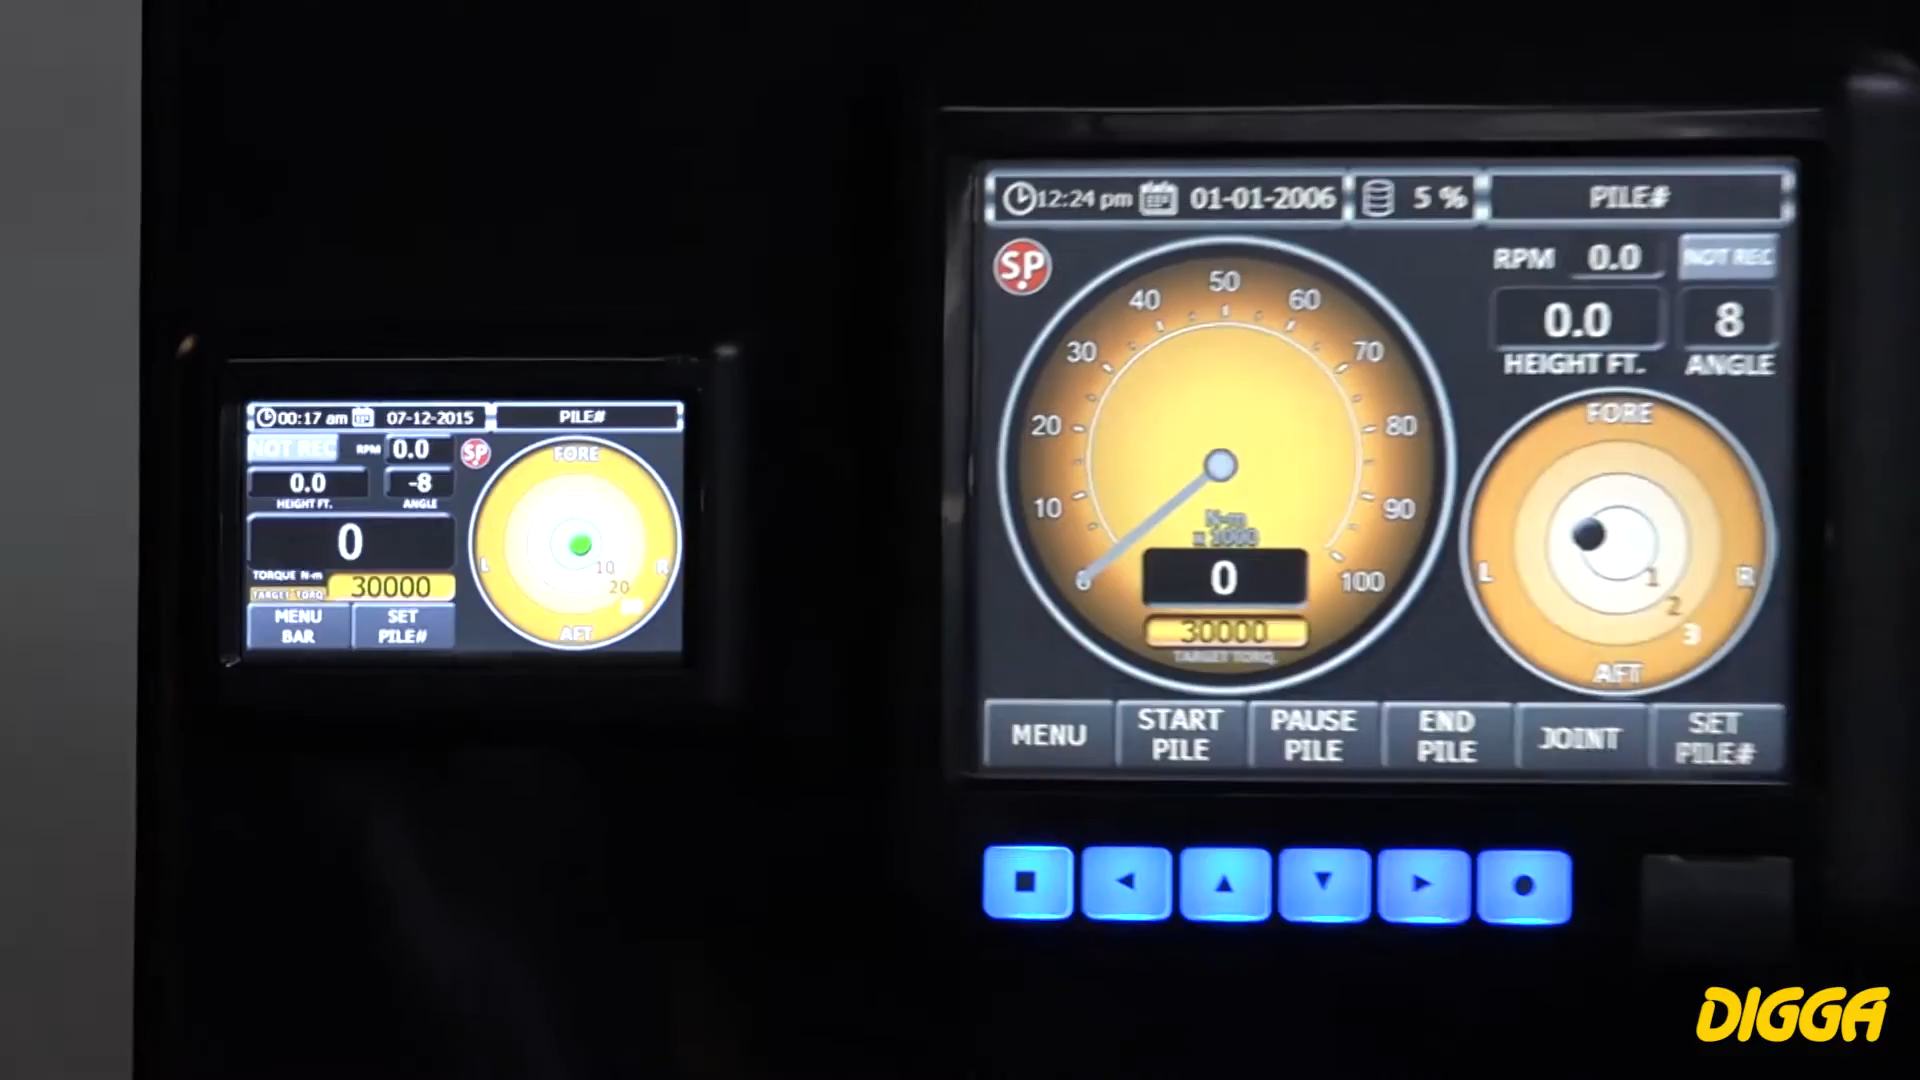 00:17 am 07-12-2015 PILE#
NOT REC RPM 0.0 SP
0.0 -8
HEIGHT FT. ANGLE
0
TORQUE N-m
TARGET TORQ. 30000
MENU BAR
SET PILE#
FORE
L R
10
20
AFT
12:24 pm 01-01-2006 5 % PILE#
SP
RPM 0.0 NOT REC
0.0 8
HEIGHT FT. ANGLE
0 10 20 30 40 50 60 70 80 90 100
N-m
x 1000
0
30000
TARGET TORQ.
FORE
L R
1
2
3
AFT
MENU
START PILE
PAUSE PILE
END PILE
JOINT
SET PILE#
DIGGA